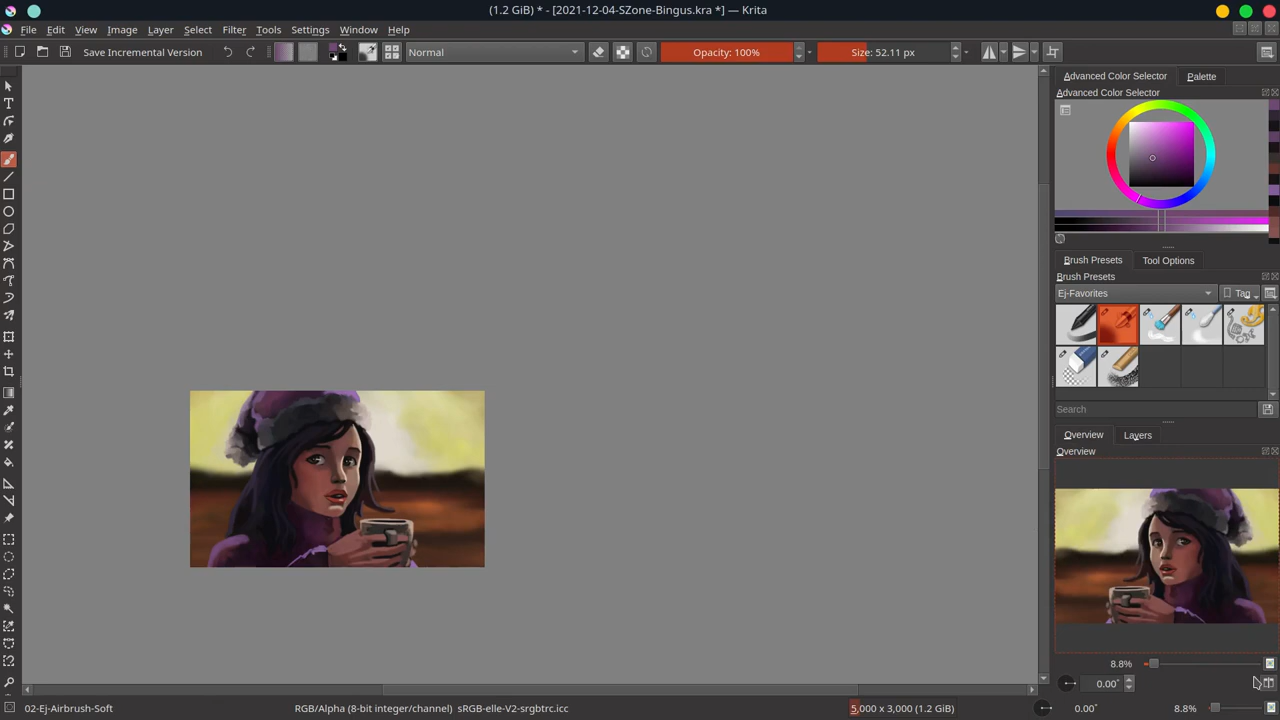 (1.2 GiB) * - [2021-12-04-SZone-Bingus.kra *] — Krita
File Edit View Image Layer Select Filter Tools Settings Window Help
Save Incremental Version Normal Opacity: 100% Size: 52.11 px
Advanced Color Selector Palette
Advanced Color Selector
Brush Presets Tool Options
Brush Presets
Ej-Favorites Tag
Search
Overview Layers
Overview
8.8%
0.00°
02-Ej-Airbrush-Soft RGB/Alpha (8-bit integer/channel) sRGB-elle-V2-srgbtrc.icc 5,000 x 3,000 (1.2 GiB) 0.00° 8.8%